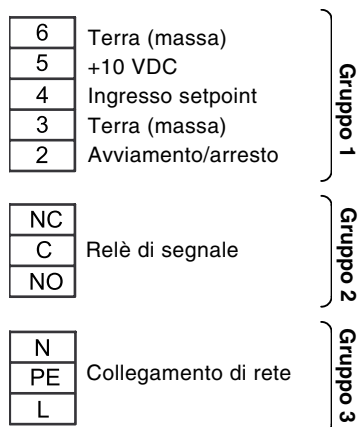 6 Terra (massa)
5 +10 VDC
4 Ingresso setpoint
3 Terra (massa)
2 Avviamento/arresto
Gruppo 1
NC
C Relè di segnale
NO
Gruppo 2
N
PE Collegamento di rete
L
Gruppo 3